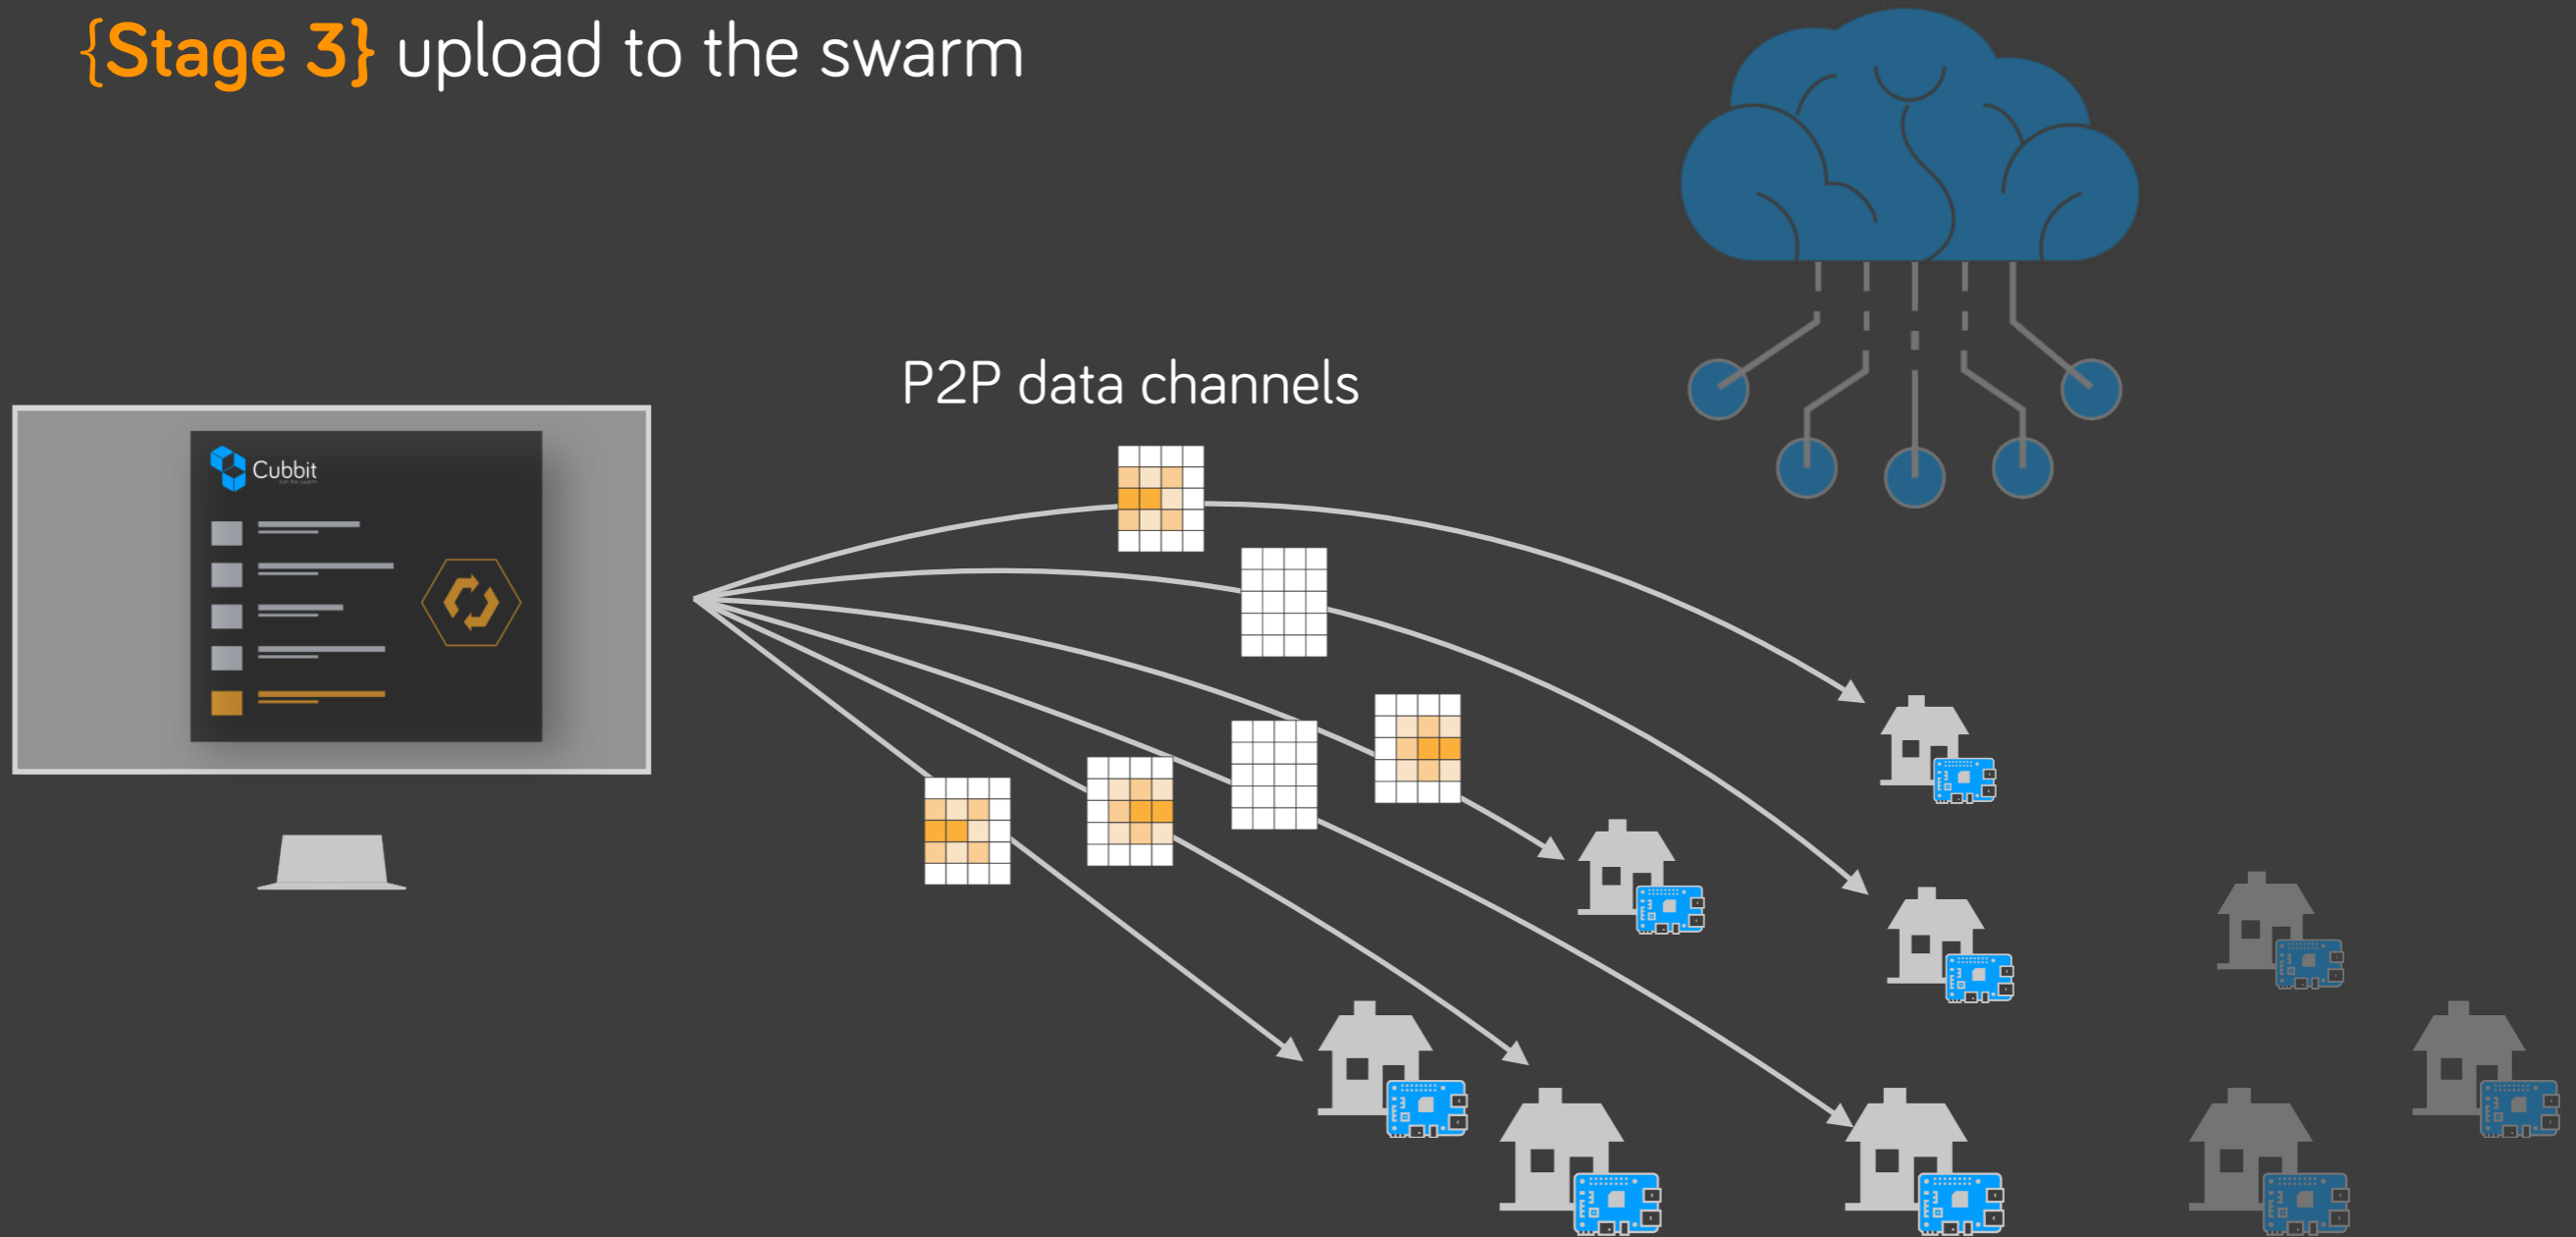 {Stage 3} upload to the swarm
P2P data channels
Cubbit